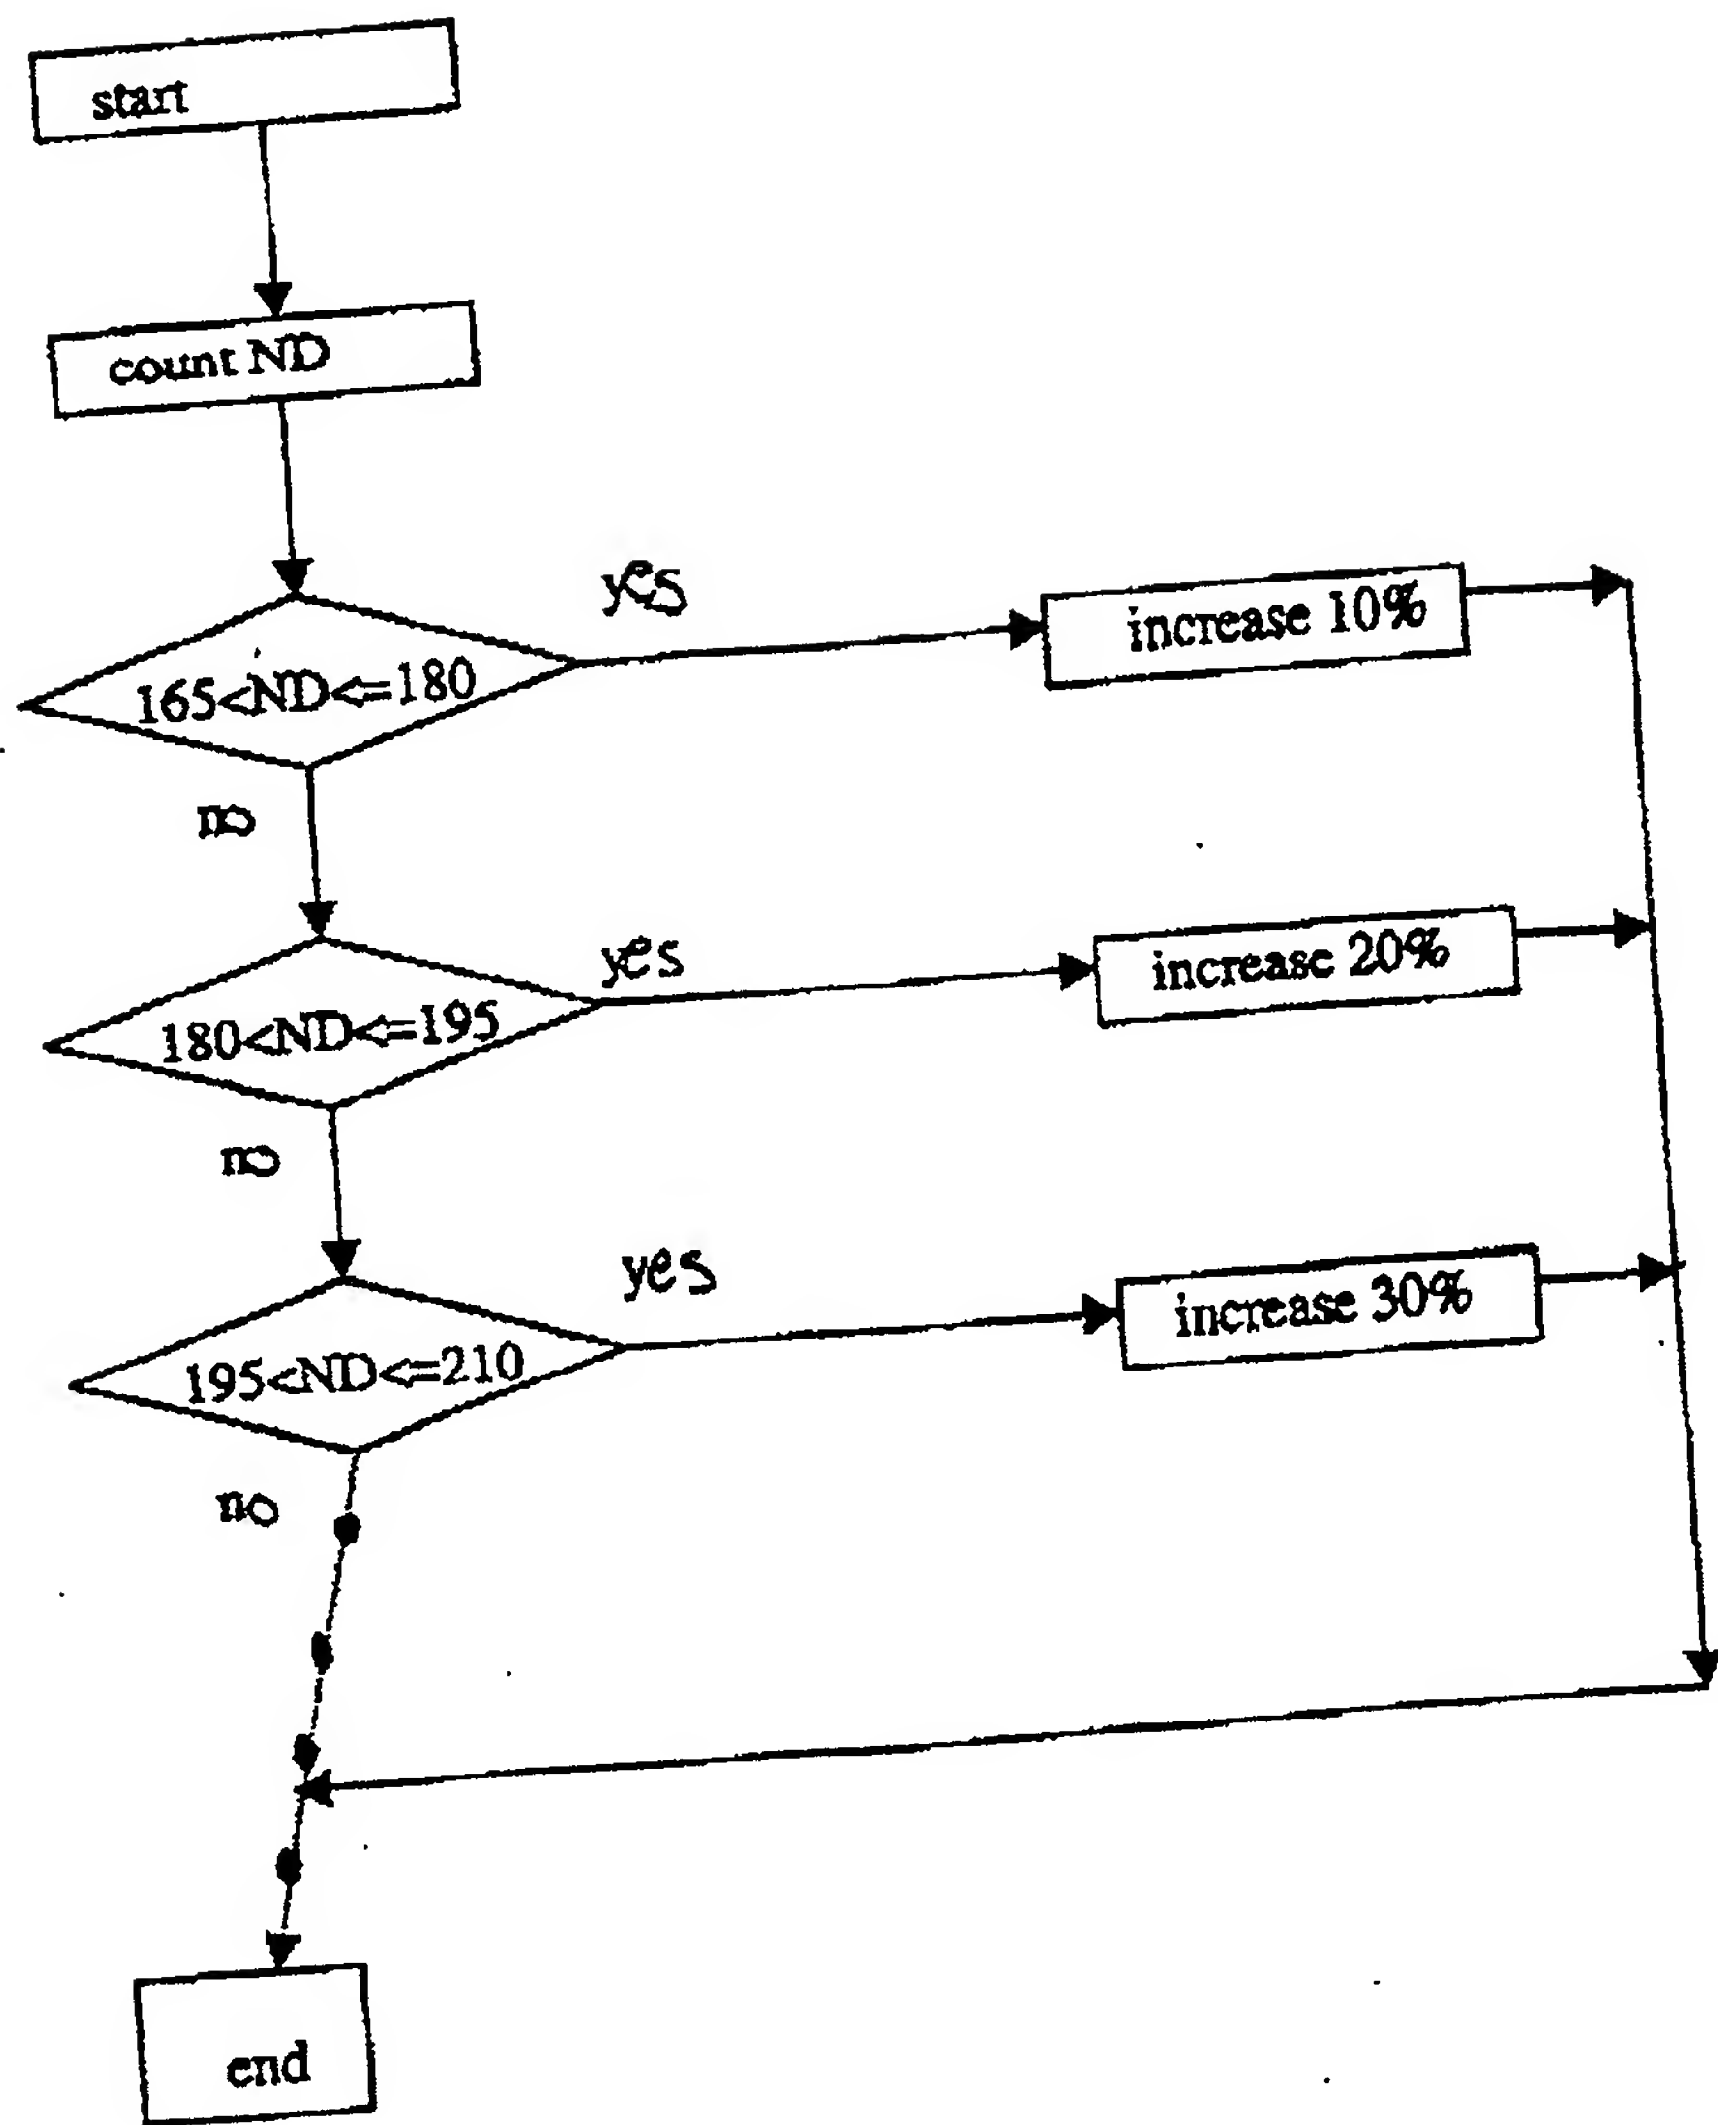 start
count ND
yes
increase 10%
165<ND<=180
no
yes
increase 20%
180<ND<=195
no
yes
increase 30%
195<ND<=210
no
end